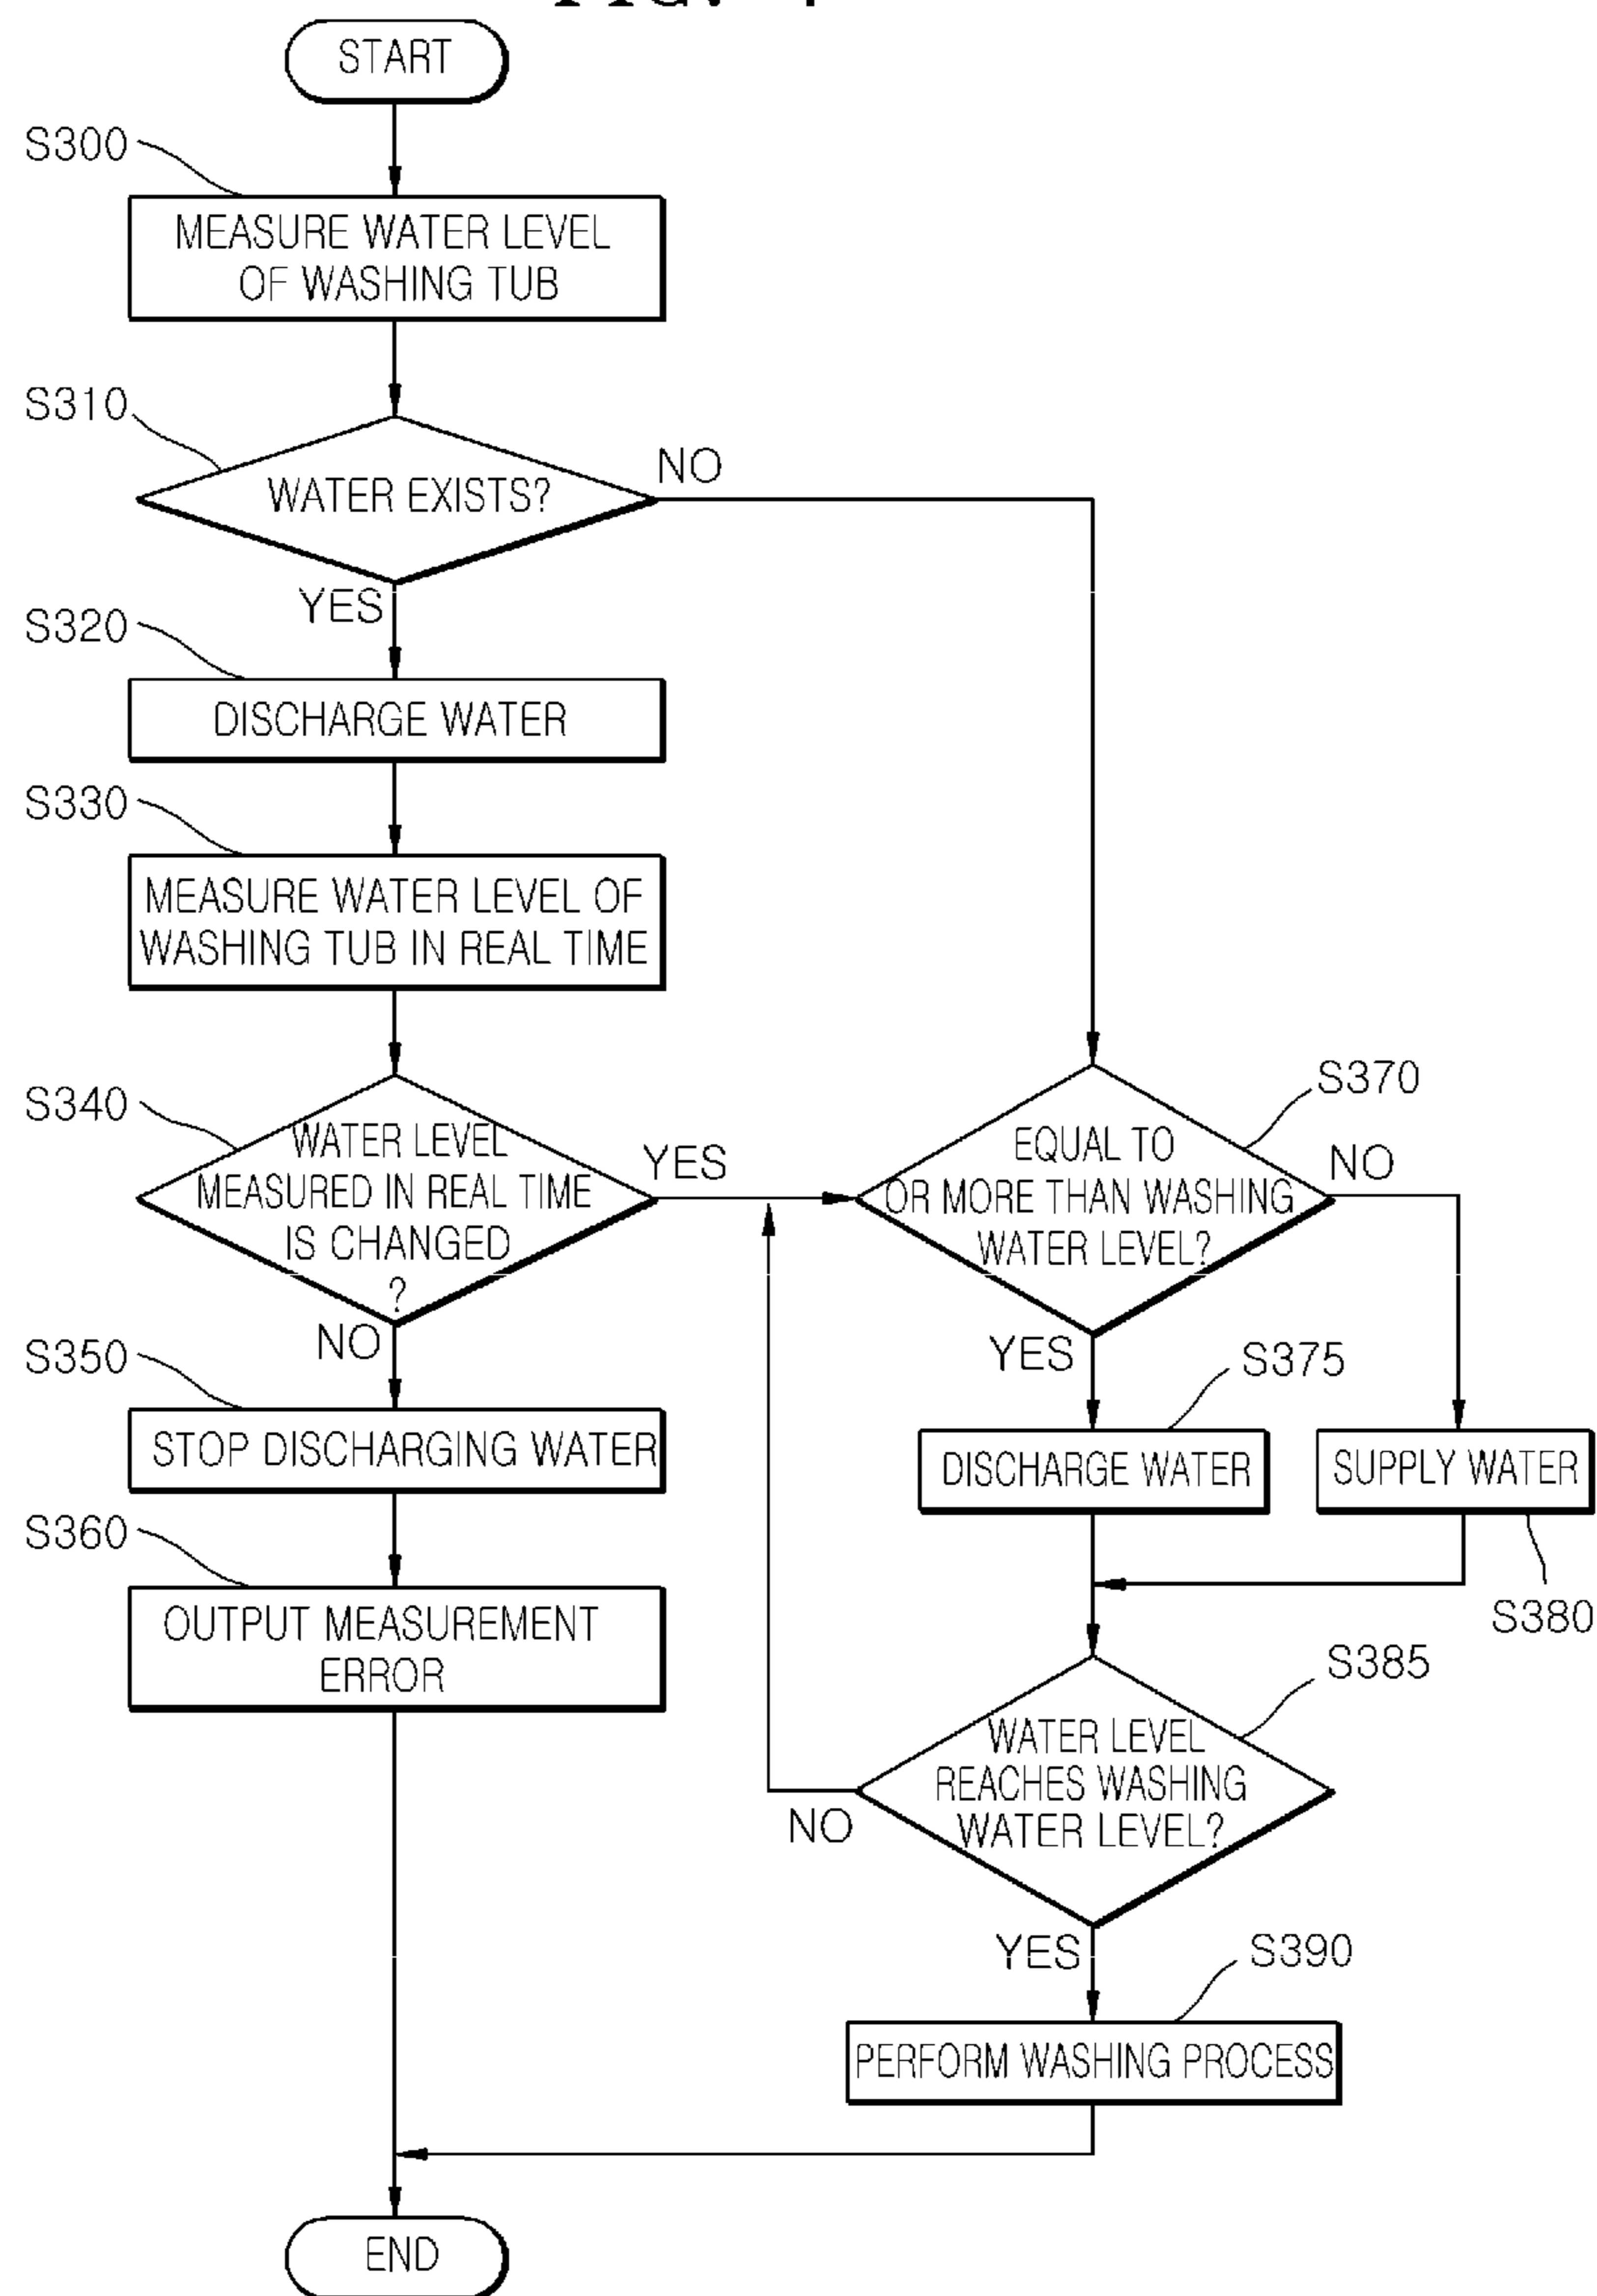 START
S300
MEASURE WATER LEVEL
OF WASHING TUB
S310
WATER EXISTS?
NO
YES
S320
DISCHARGE WATER
S330
MEASURE WATER LEVEL OF
WASHING TUB IN REAL TIME
S340
WATER LEVEL
MEASURED IN REAL TIME
IS CHANGED
?
YES
NO
S370
EQUAL TO
OR MORE THAN WASHING
WATER LEVEL?
NO
YES
S350
STOP DISCHARGING WATER
S375
DISCHARGE WATER
SUPPLY WATER
S380
S360
OUTPUT MEASUREMENT
ERROR
S385
WATER LEVEL
REACHES WASHING
WATER LEVEL?
NO
YES
S390
PERFORM WASHING PROCESS
END